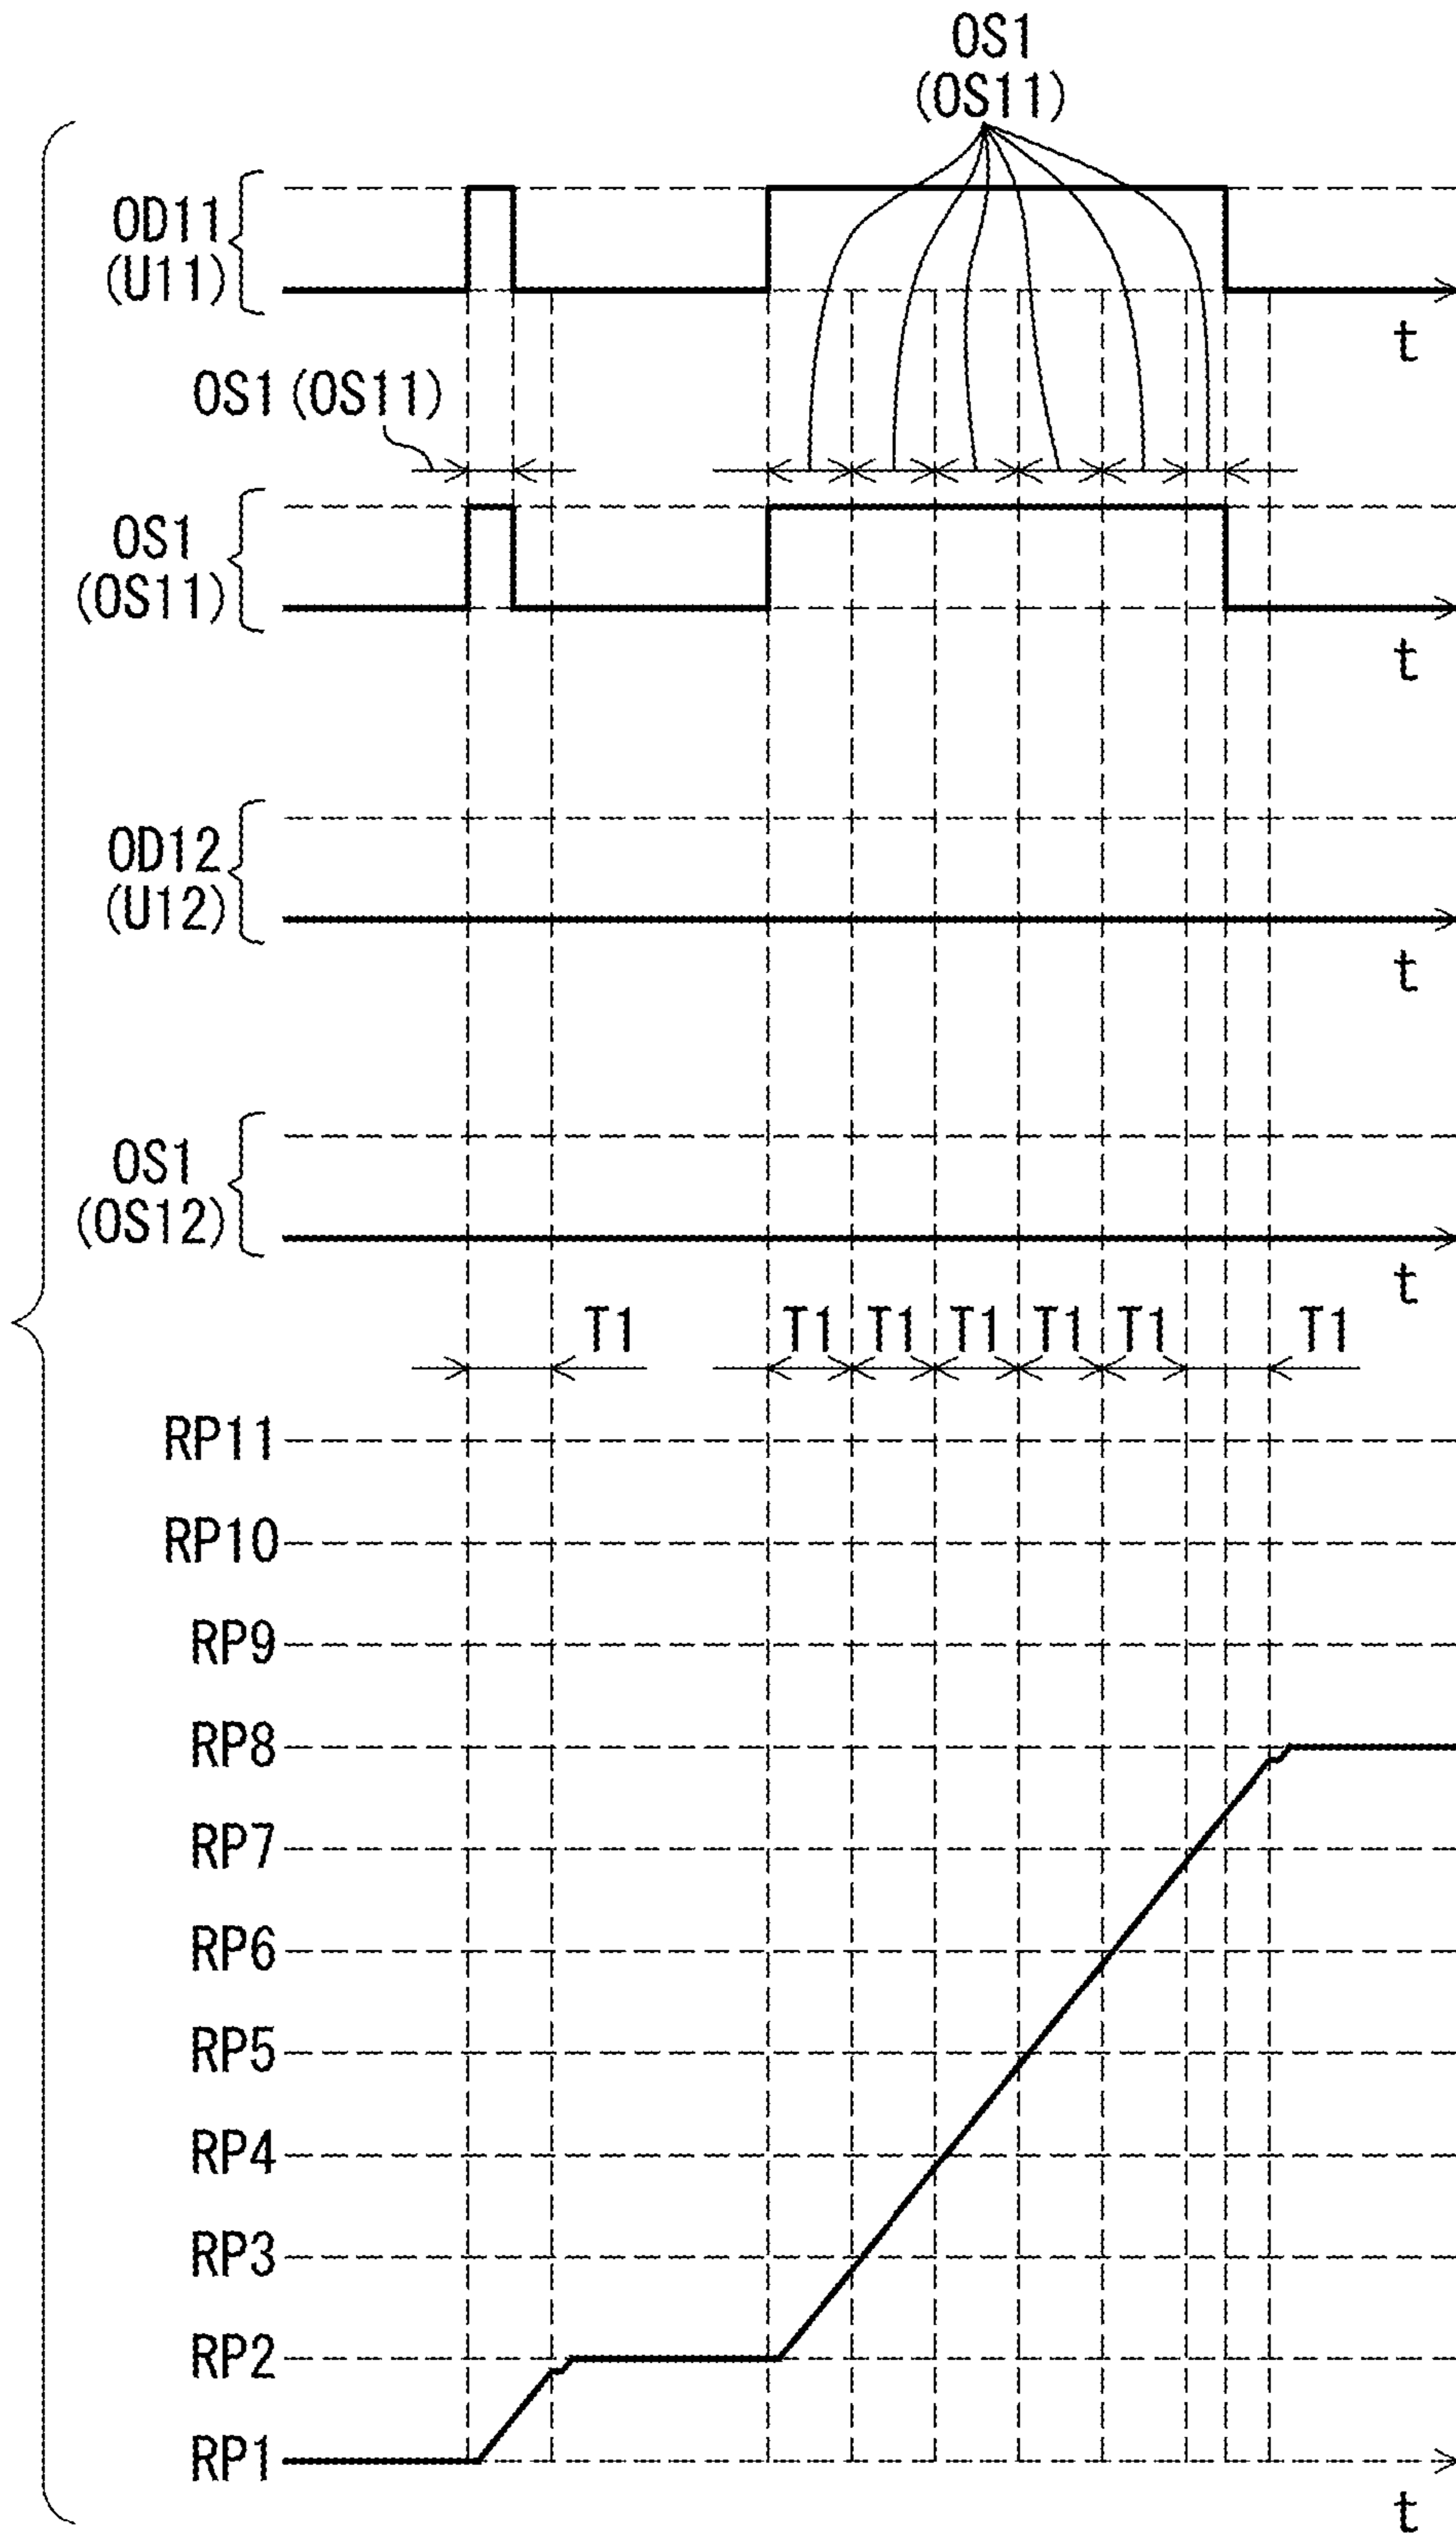 OS1
(OS11)
OD11
(U11)
t
OS1 (OS11)
OS1
(OS11)
t
OD12
(U12)
t
OS1
(OS12)
t
T1 T1 T1 T1 T1 T1 T1
RP11
RP10
RP9
RP8
RP7
RP6
RP5
RP4
RP3
RP2
RP1
t